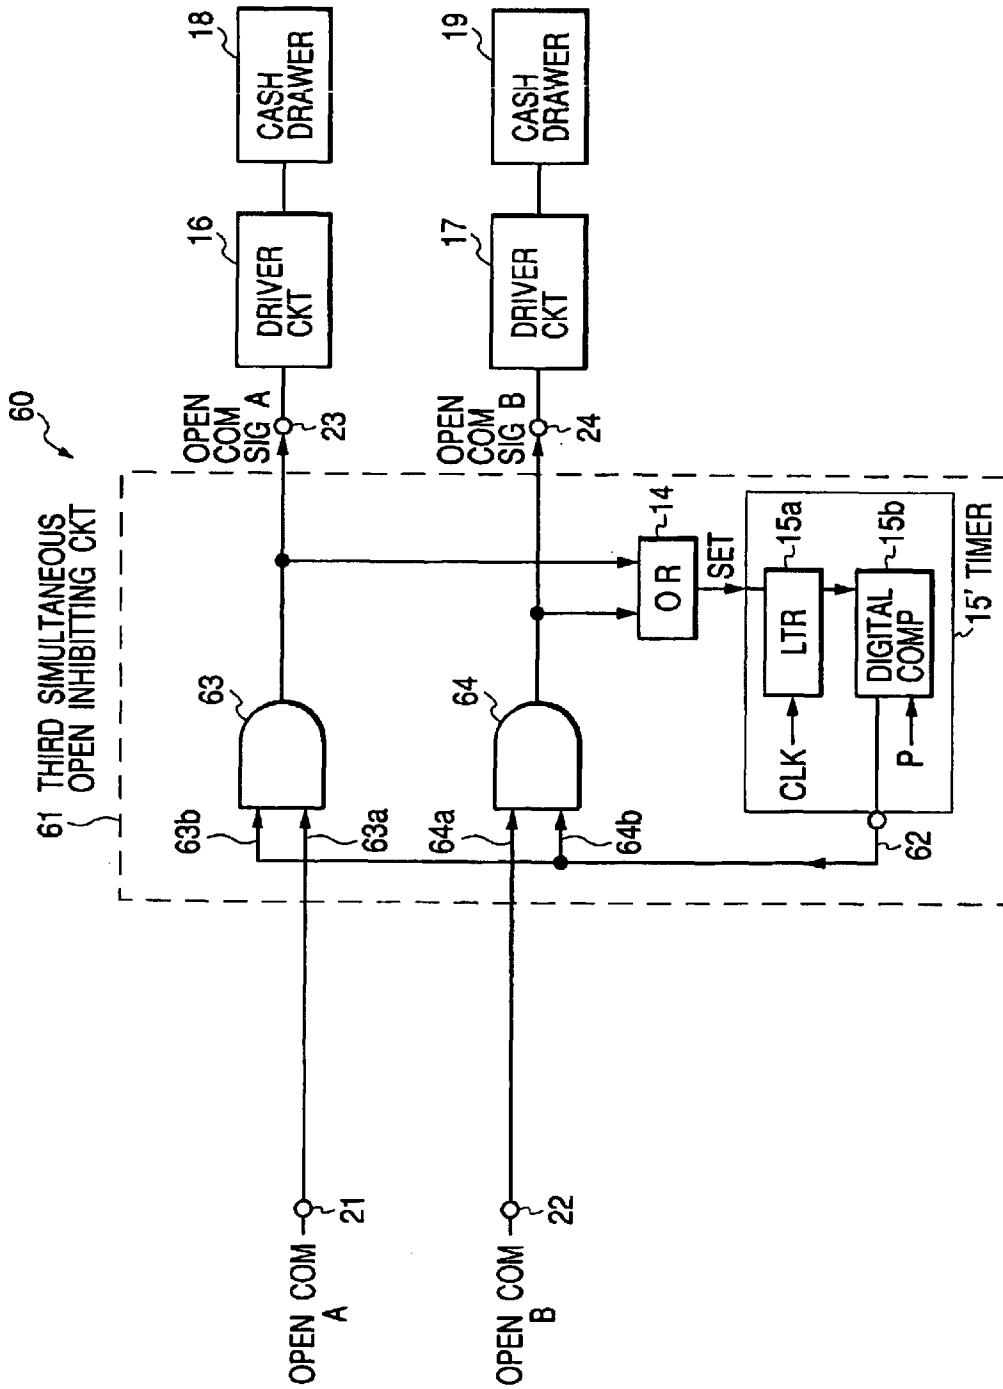 60
61 THIRD SIMULTANEOUS
OPEN INHIBITTING CKT
OPEN COM
A
21
63b
63a
63
OPEN
COM
SIG A
23
16
DRIVER
CKT
18
CASH
DRAWER
OPEN COM
B
22
64a
64b
64
OPEN
COM
SIG B
24
17
DRIVER
CKT
19
CASH
DRAWER
14
OR
SET
CLK
LTR
15a
P
DIGITAL
COMP
15b
62
15' TIMER